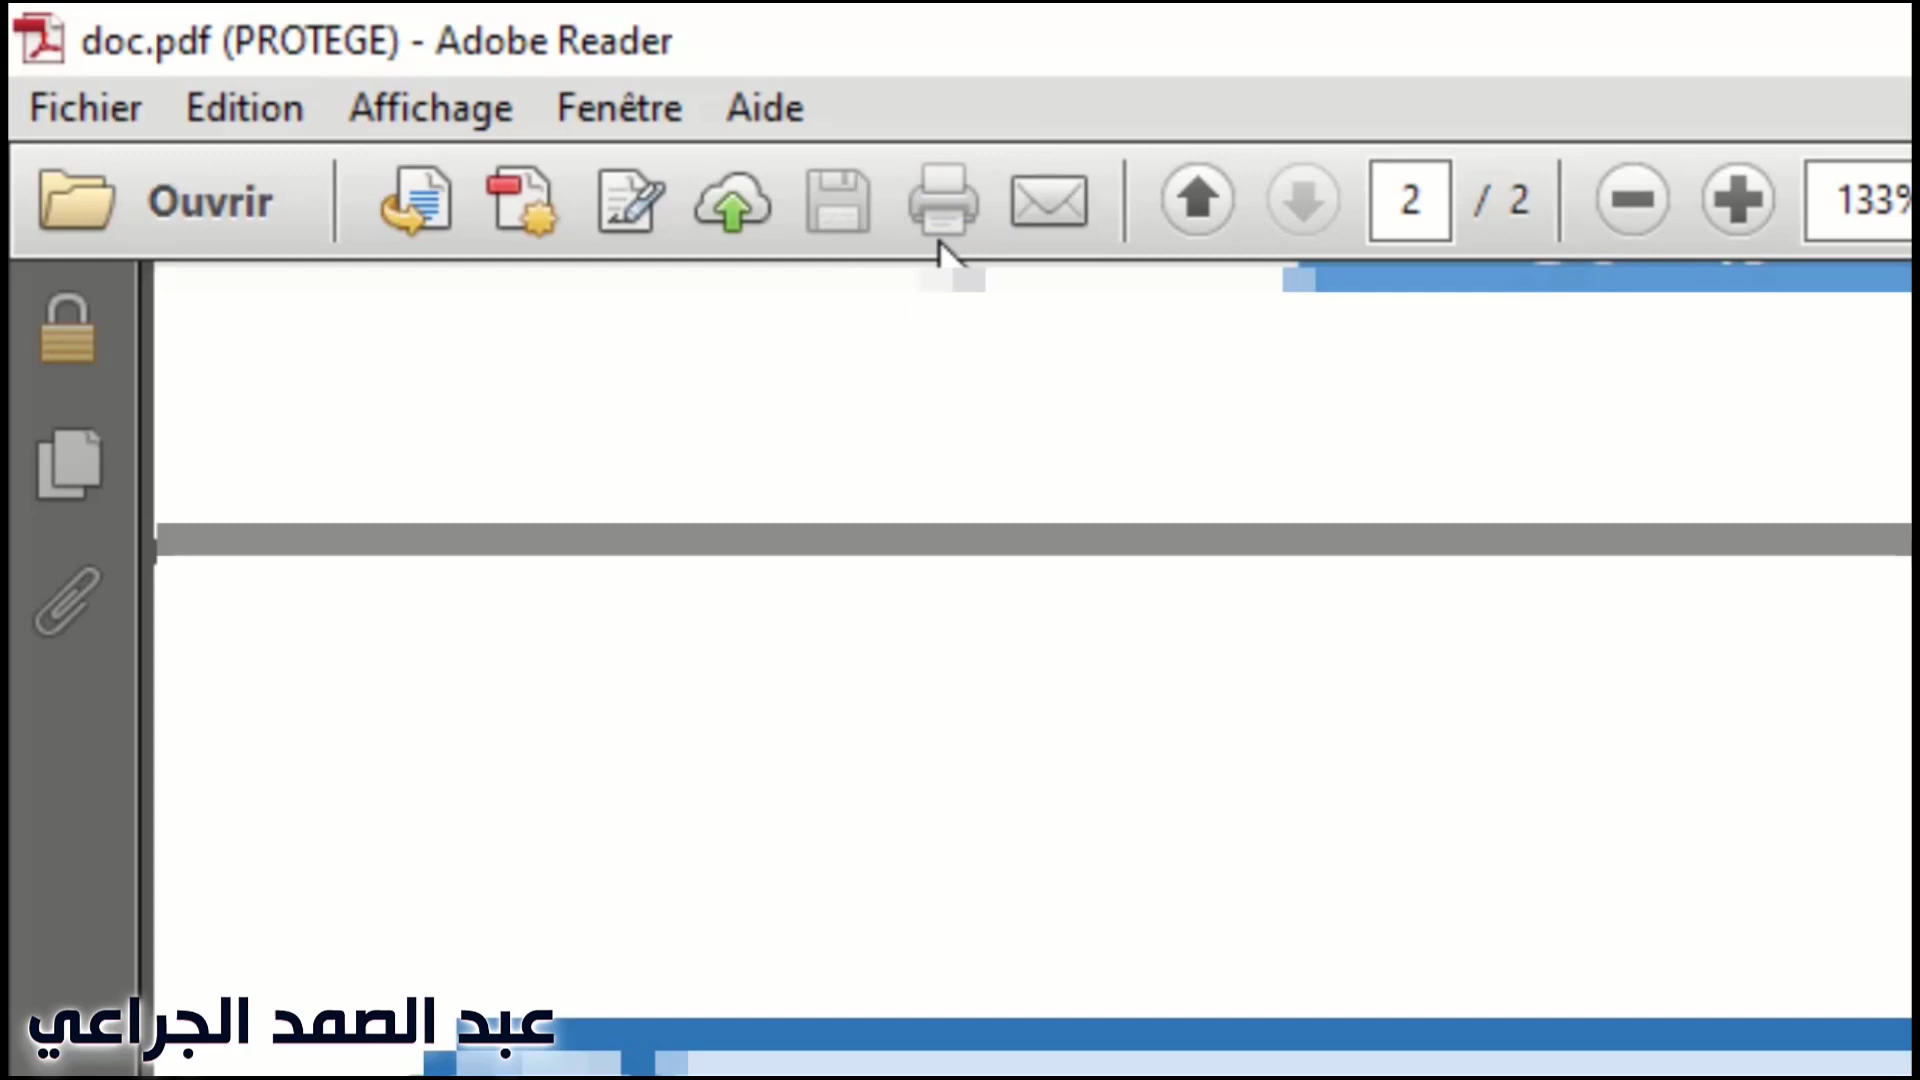 doc.pdf (PROTEGE) - Adobe Reader
Fichier Edition Affichage Fenêtre Aide
Ouvrir 2 / 2 133%
عبد الصمد الجراعي